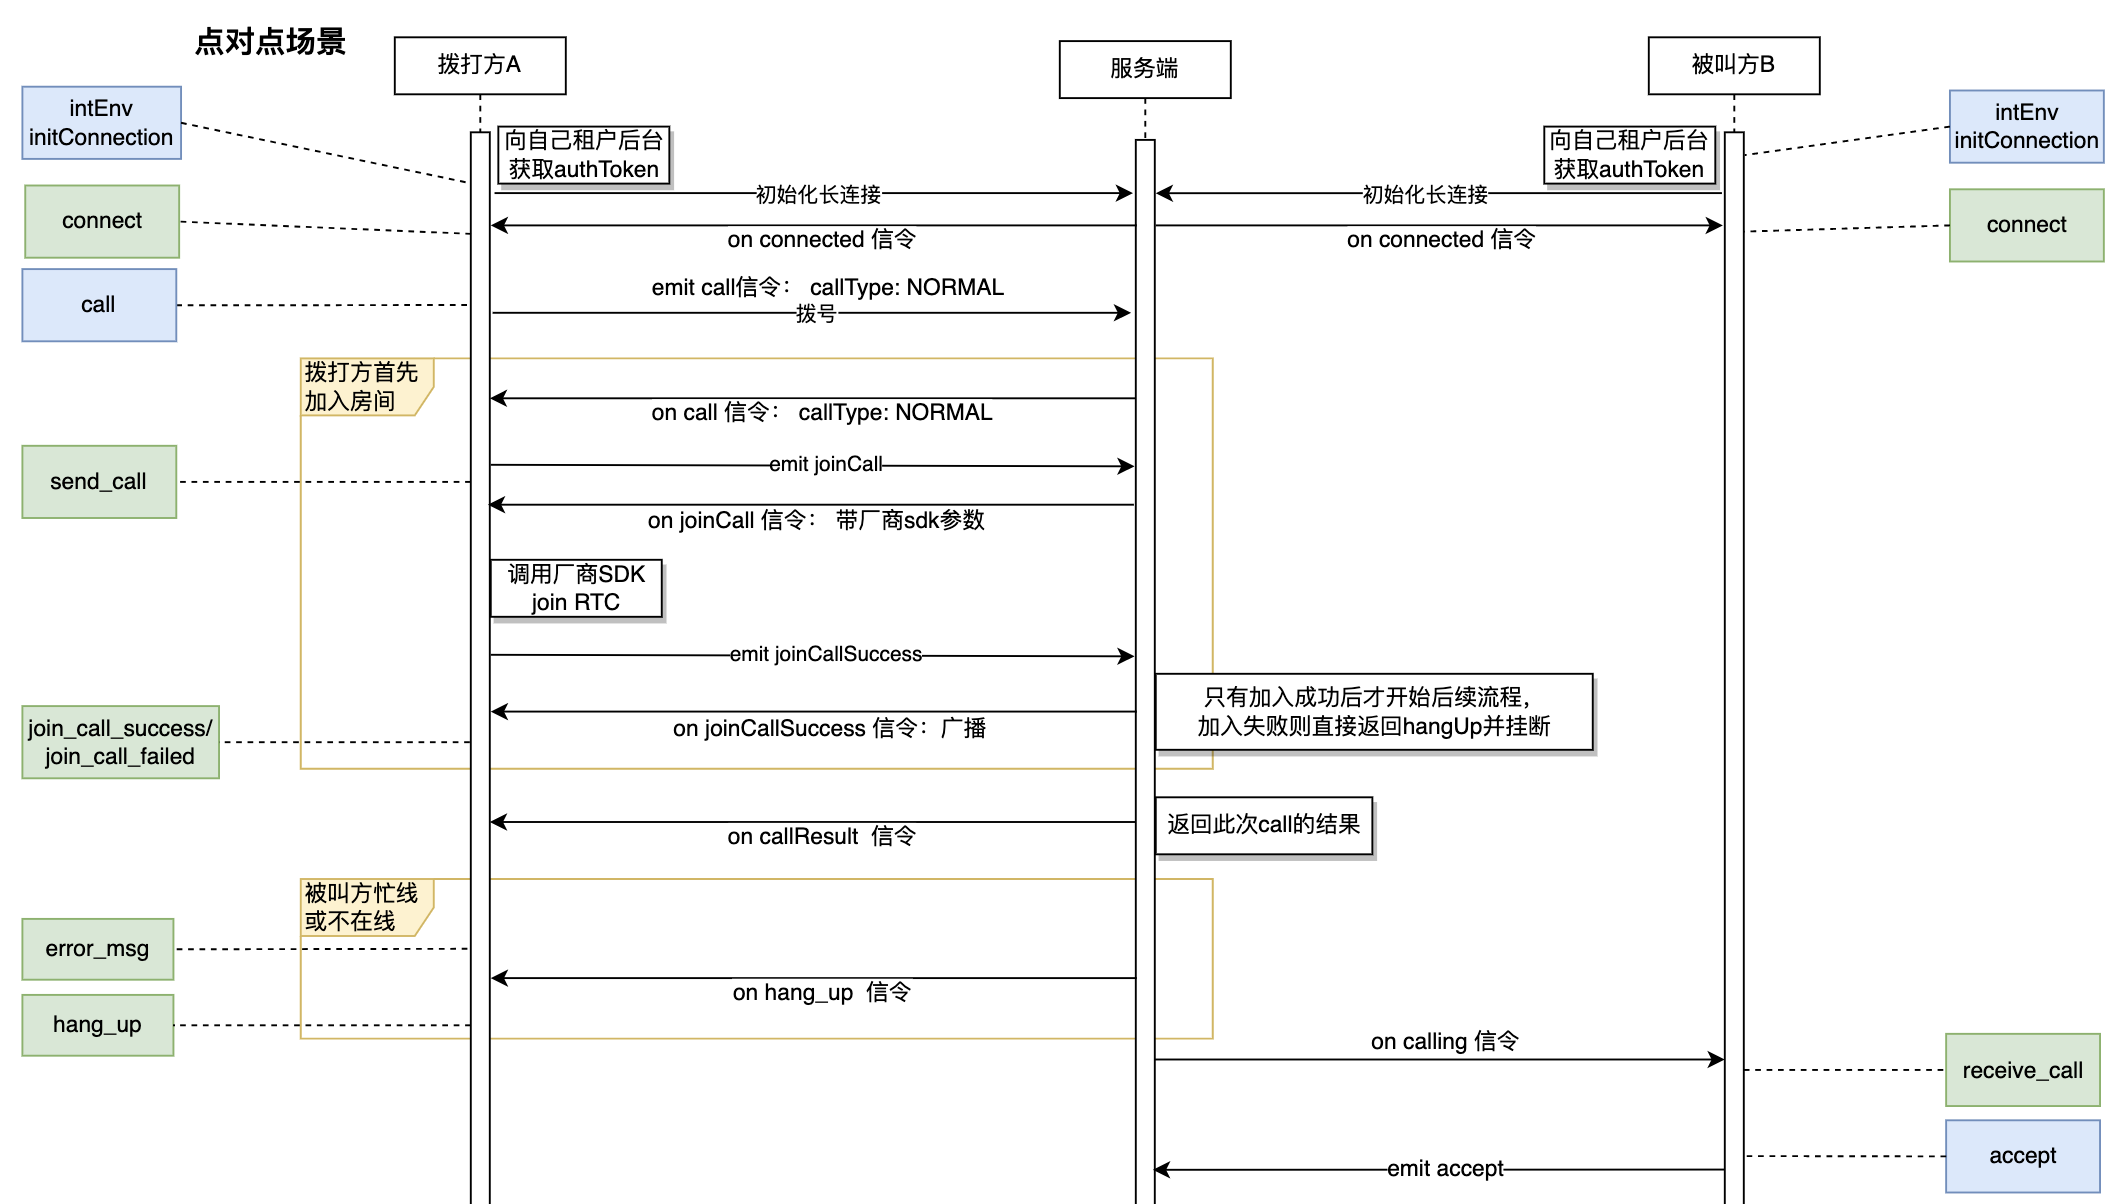 点对点场景
拨打方A
服务端
被叫方B
intEnv
initConnection
向自己租户后台
获取authToken
向自己租户后台
获取authToken
intEnv
initConnection
初始化长连接
初始化长连接
connect
on connected 信令
on connected 信令
connect
call
emit call信令： callType: NORMAL
拨号
拨打方首先
加入房间
on call 信令： callType: NORMAL
send_call
emit joinCall
on joinCall 信令： 带厂商sdk参数
调用厂商SDK
join RTC
emit joinCallSuccess
只有加入成功后才开始后续流程，
加入失败则直接返回hangUp并挂断
join_call_success/
join_call_failed
on joinCallSuccess 信令：广播
返回此次call的结果
on callResult 信令
被叫方忙线
或不在线
error_msg
on hang_up 信令
hang_up
on calling 信令
receive_call
emit accept
accept